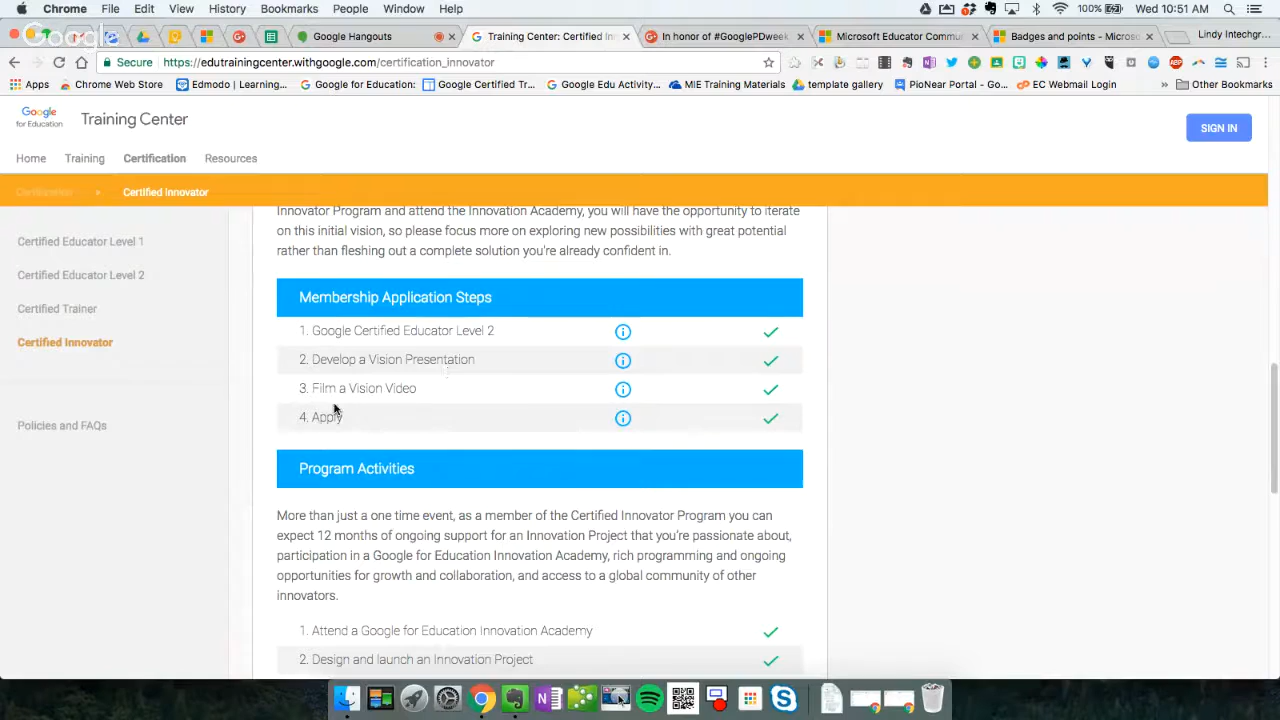 Chrome File Edit View History Bookmarks People Window Help 100% Wed 10:51 AM
Google
Google Hangouts Training Center: Certified In In honor of #GooglePDweek Microsoft Educator Commu Badges and points - Microso Lindy Intechgr...
Secure https://edutrainingcenter.withgoogle.com/certification_innovator
Apps Chrome Web Store Edmodo | Learning... Google for Education: Google Certified Tr... Google Edu Activity... MIE Training Materials template gallery PioNear Portal - Go... EC Webmail Login » Other Bookmarks
Google for Education Training Center
SIGN IN
Home Training Certification Resources
Certification Certified Innovator
Certified Educator Level 1
Certified Educator Level 2
Certified Trainer
Certified Innovator
Policies and FAQs
Innovator Program and attend the Innovation Academy, you will have the opportunity to iterate
on this initial vision, so please focus more on exploring new possibilities with great potential
rather than fleshing out a complete solution you're already confident in.
Membership Application Steps
1. Google Certified Educator Level 2
2. Develop a Vision Presentation
3. Film a Vision Video
4. Apply
Program Activities
More than just a one time event, as a member of the Certified Innovator Program you can
expect 12 months of ongoing support for an Innovation Project that you're passionate about,
participation in a Google for Education Innovation Academy, rich programming and ongoing
opportunities for growth and collaboration, and access to a global community of other
innovators.
1. Attend a Google for Education Innovation Academy
2. Design and launch an Innovation Project